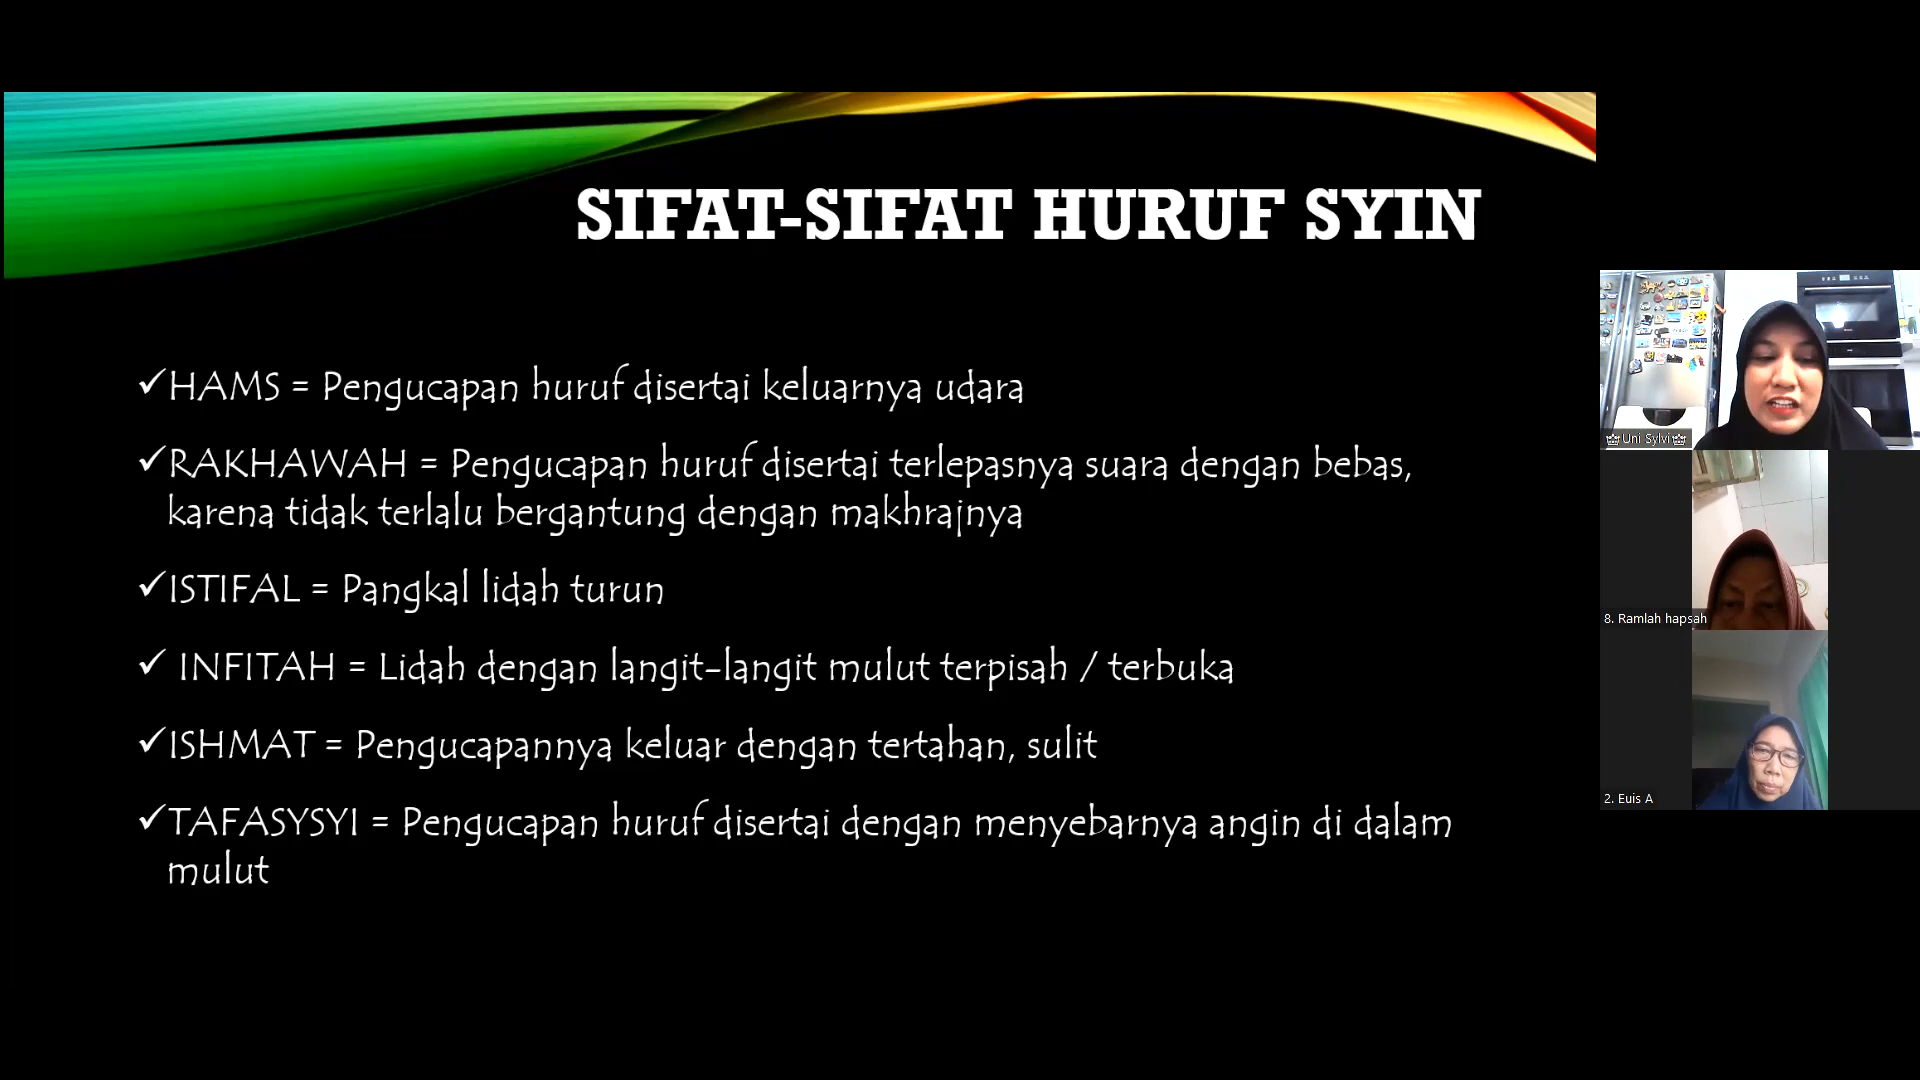 SIFAT-SIFAT HURUF SYIN
✓HAMS = Pengucapan huruf disertai keluarnya udara
✓RAKHAWAH = Pengucapan huruf disertai terlepasnya suara dengan bebas,
karena tidak terlalu bergantung dengan makhrajnya
✓ISTIFAL = Pangkal lidah turun
✓ INFITAH = Lidah dengan langit-langit mulut terpisah / terbuka
✓ISHMAT = Pengucapannya keluar dengan tertahan, sulit
✓TAFASYSYI = Pengucapan huruf disertai dengan menyebarnya angin di dalam
mulut
Uni Sylvi
8. Ramlah hapsah
2. Euis A